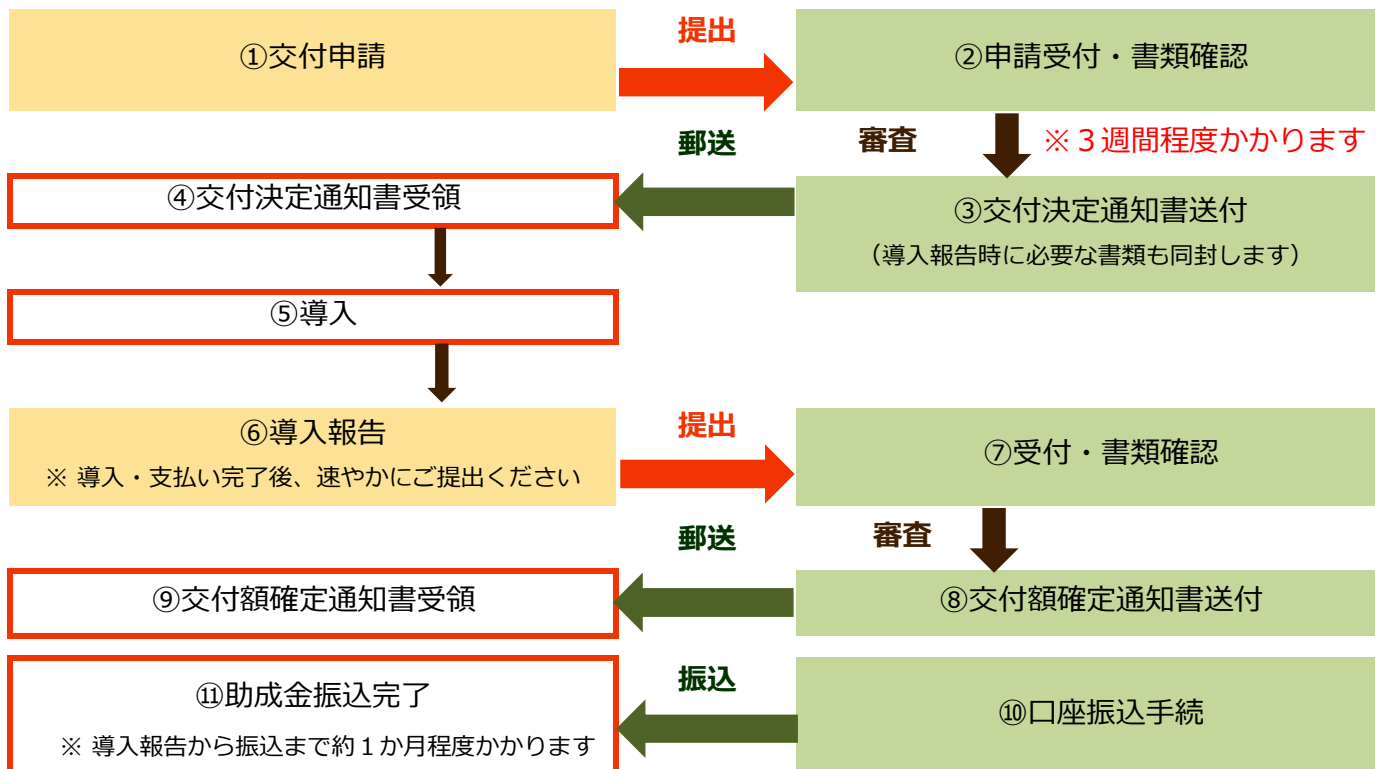 ①交付申請
提出
②申請受付・書類確認
審査
※３週間程度かかります
郵送
③交付決定通知書送付
（導入報告時に必要な書類も同封します）
④交付決定通知書受領
⑤導入
⑥導入報告
※ 導入・支払い完了後、速やかにご提出ください
提出
⑦受付・書類確認
審査
郵送
⑧交付額確定通知書送付
⑨交付額確定通知書受領
⑩口座振込手続
振込
⑪助成金振込完了
※ 導入報告から振込まで約１か月程度かかります